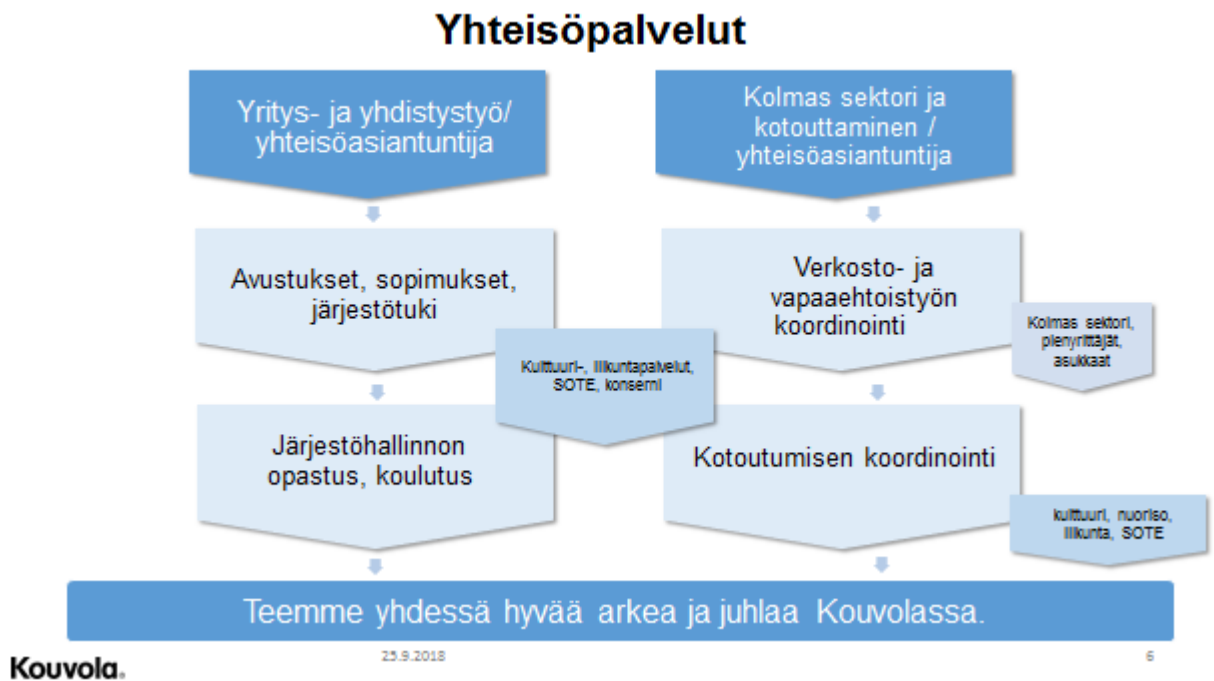 Yhteisöpalvelut
Yritys- ja yhdistystyö/
yhteisöasiantuntija
Kolmas sektori ja
kotouttaminen /
yhteisöasiantuntija
Avustukset, sopimukset,
järjestötuki
Verkosto- ja
vapaaehtoistyön
koordinointi
Kolmas sektori,
pienyrittäjät,
asukkaat
Kulttuuri-, liikuntapalvelut,
SOTE, konserni
Järjestöhallinnon
opastus, koulutus
Kotoutumisen koordinointi
kulttuuri, nuoriso,
liikunta, SOTE
Teemme yhdessä hyvää arkea ja juhlaa Kouvolassa.
Kouvola.
25.9.2018
6